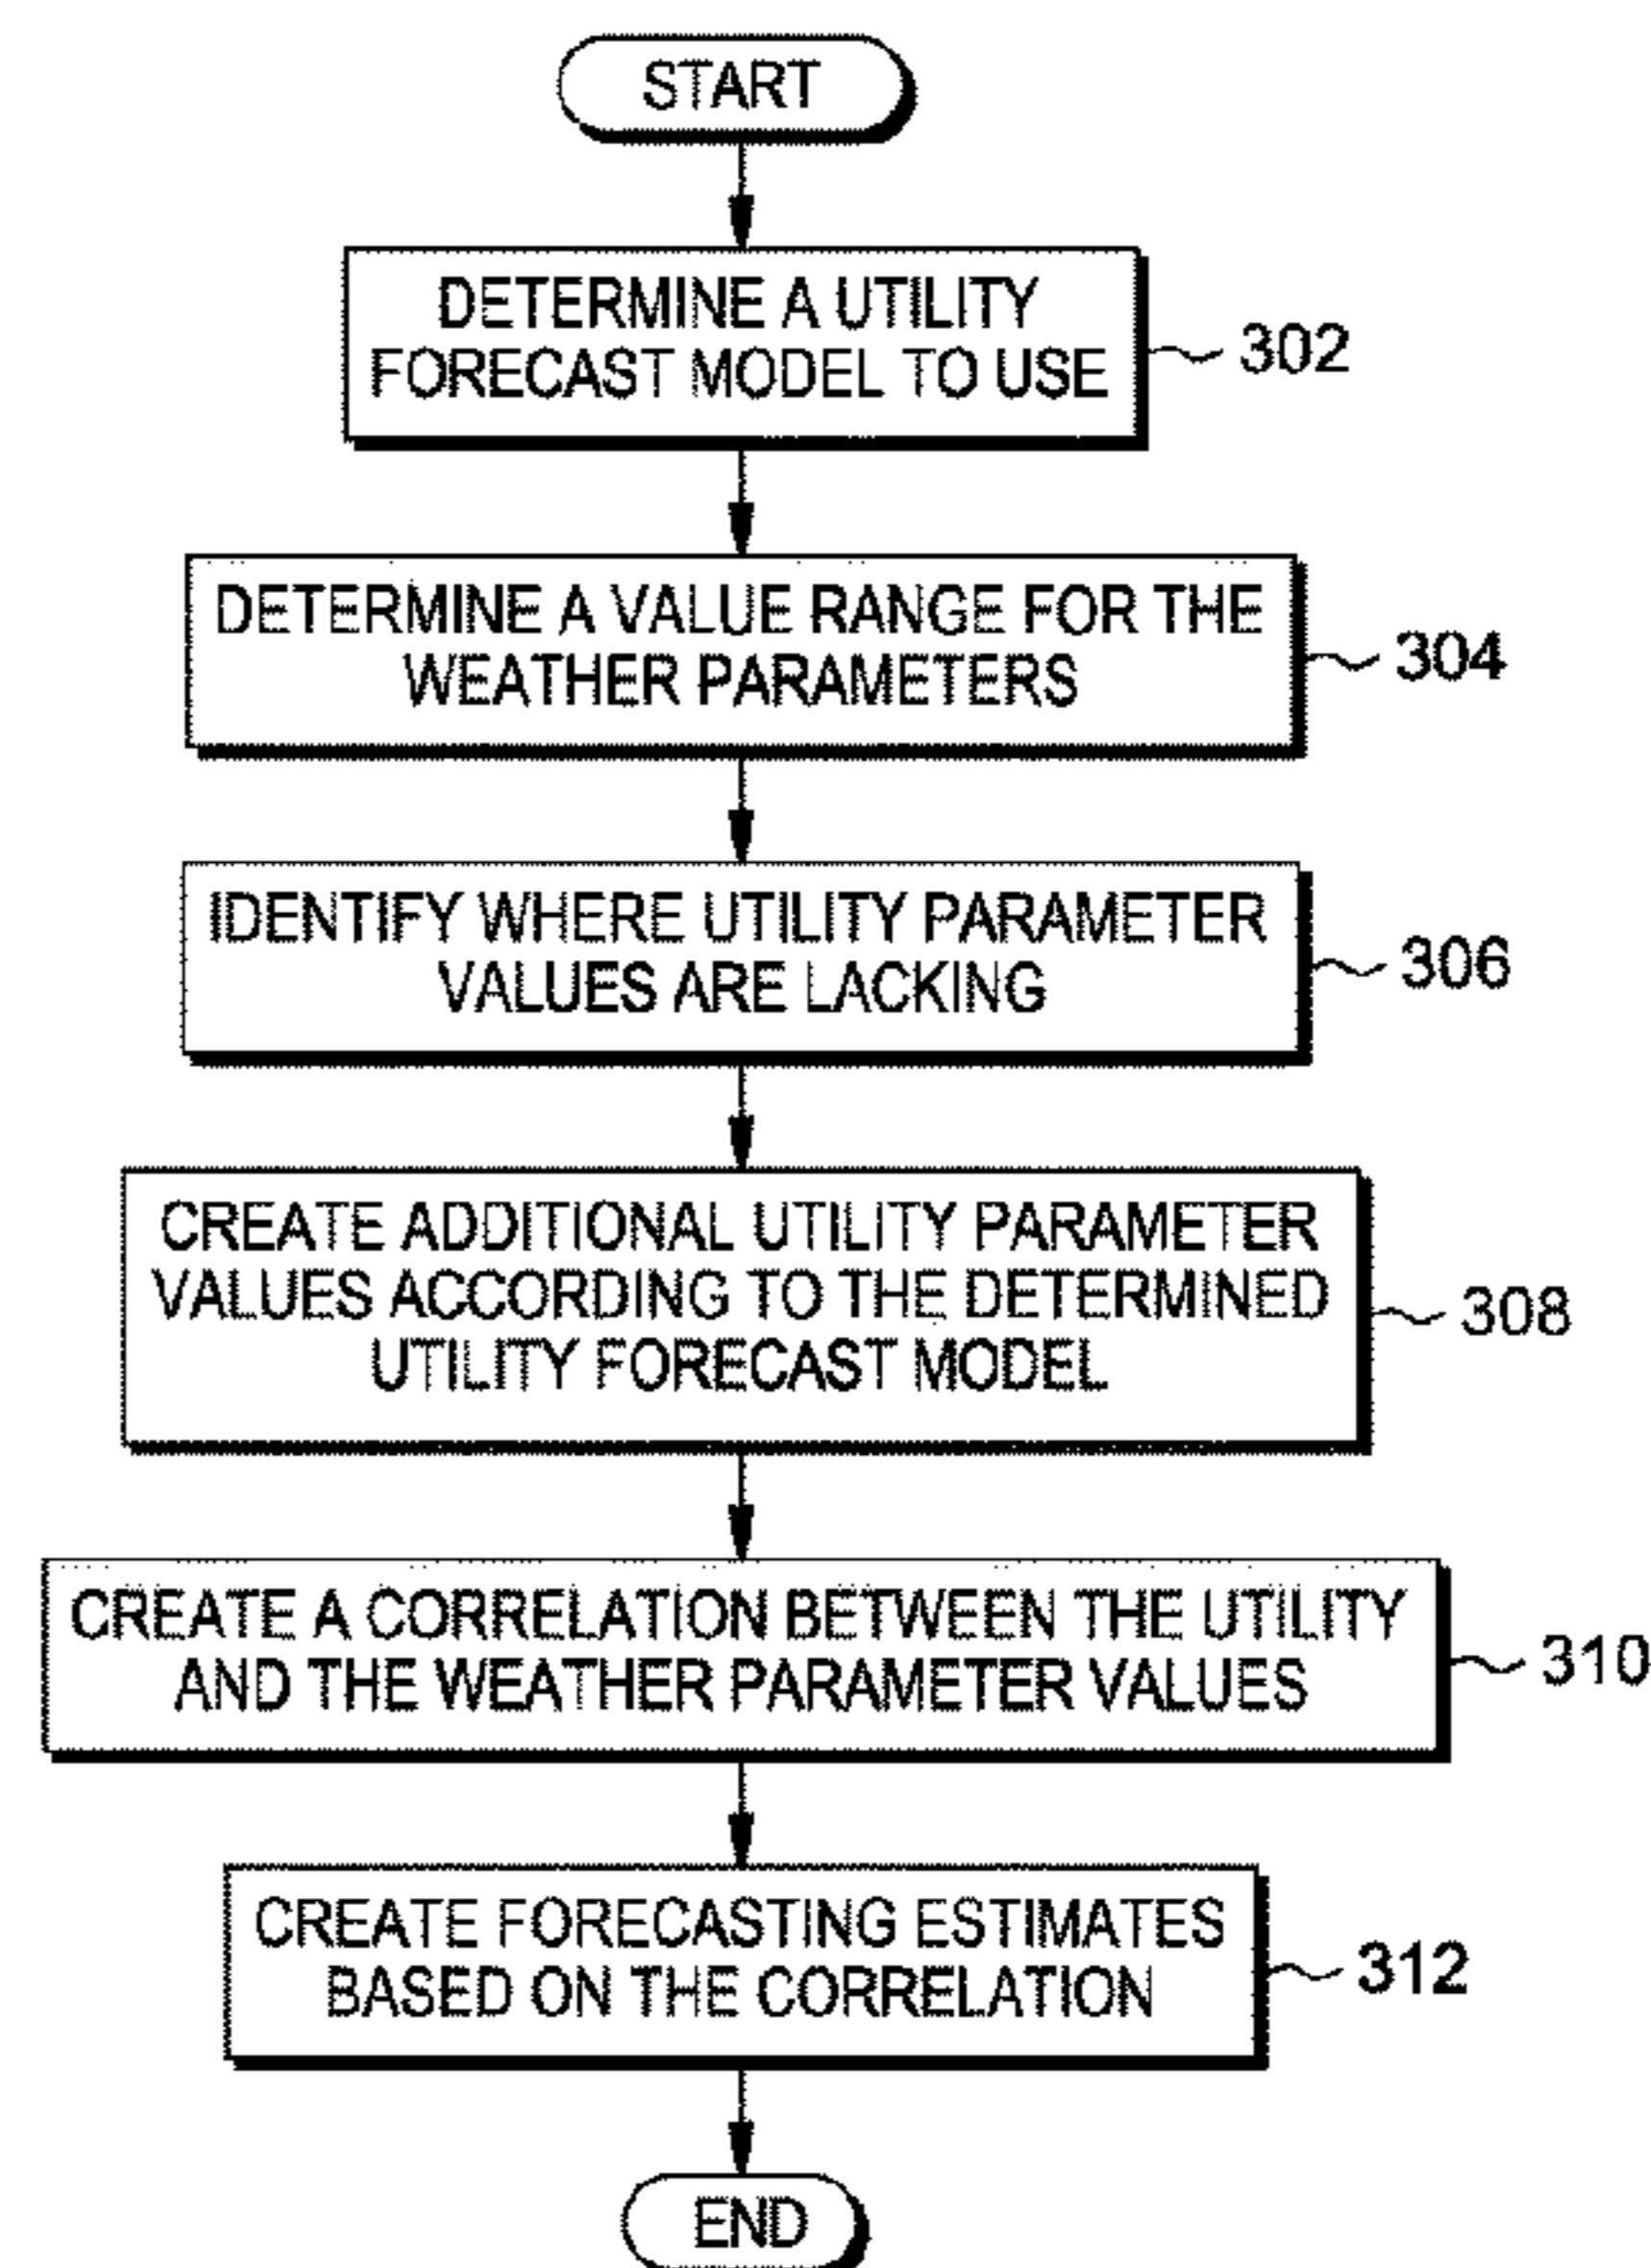 START
DETERMINE A UTILITY
FORECAST MODEL TO USE
302
DETERMINE A VALUE RANGE FOR THE
WEATHER PARAMETERS
304
IDENTIFY WHERE UTILITY PARAMETER
VALUES ARE LACKING
306
CREATE ADDITIONAL UTILITY PARAMETER
VALUES ACCORDING TO THE DETERMINED
UTILITY FORECAST MODEL
308
CREATE A CORRELATION BETWEEN THE UTILITY
AND THE WEATHER PARAMETER VALUES
310
CREATE FORECASTING ESTIMATES
BASED ON THE CORRELATION
312
END